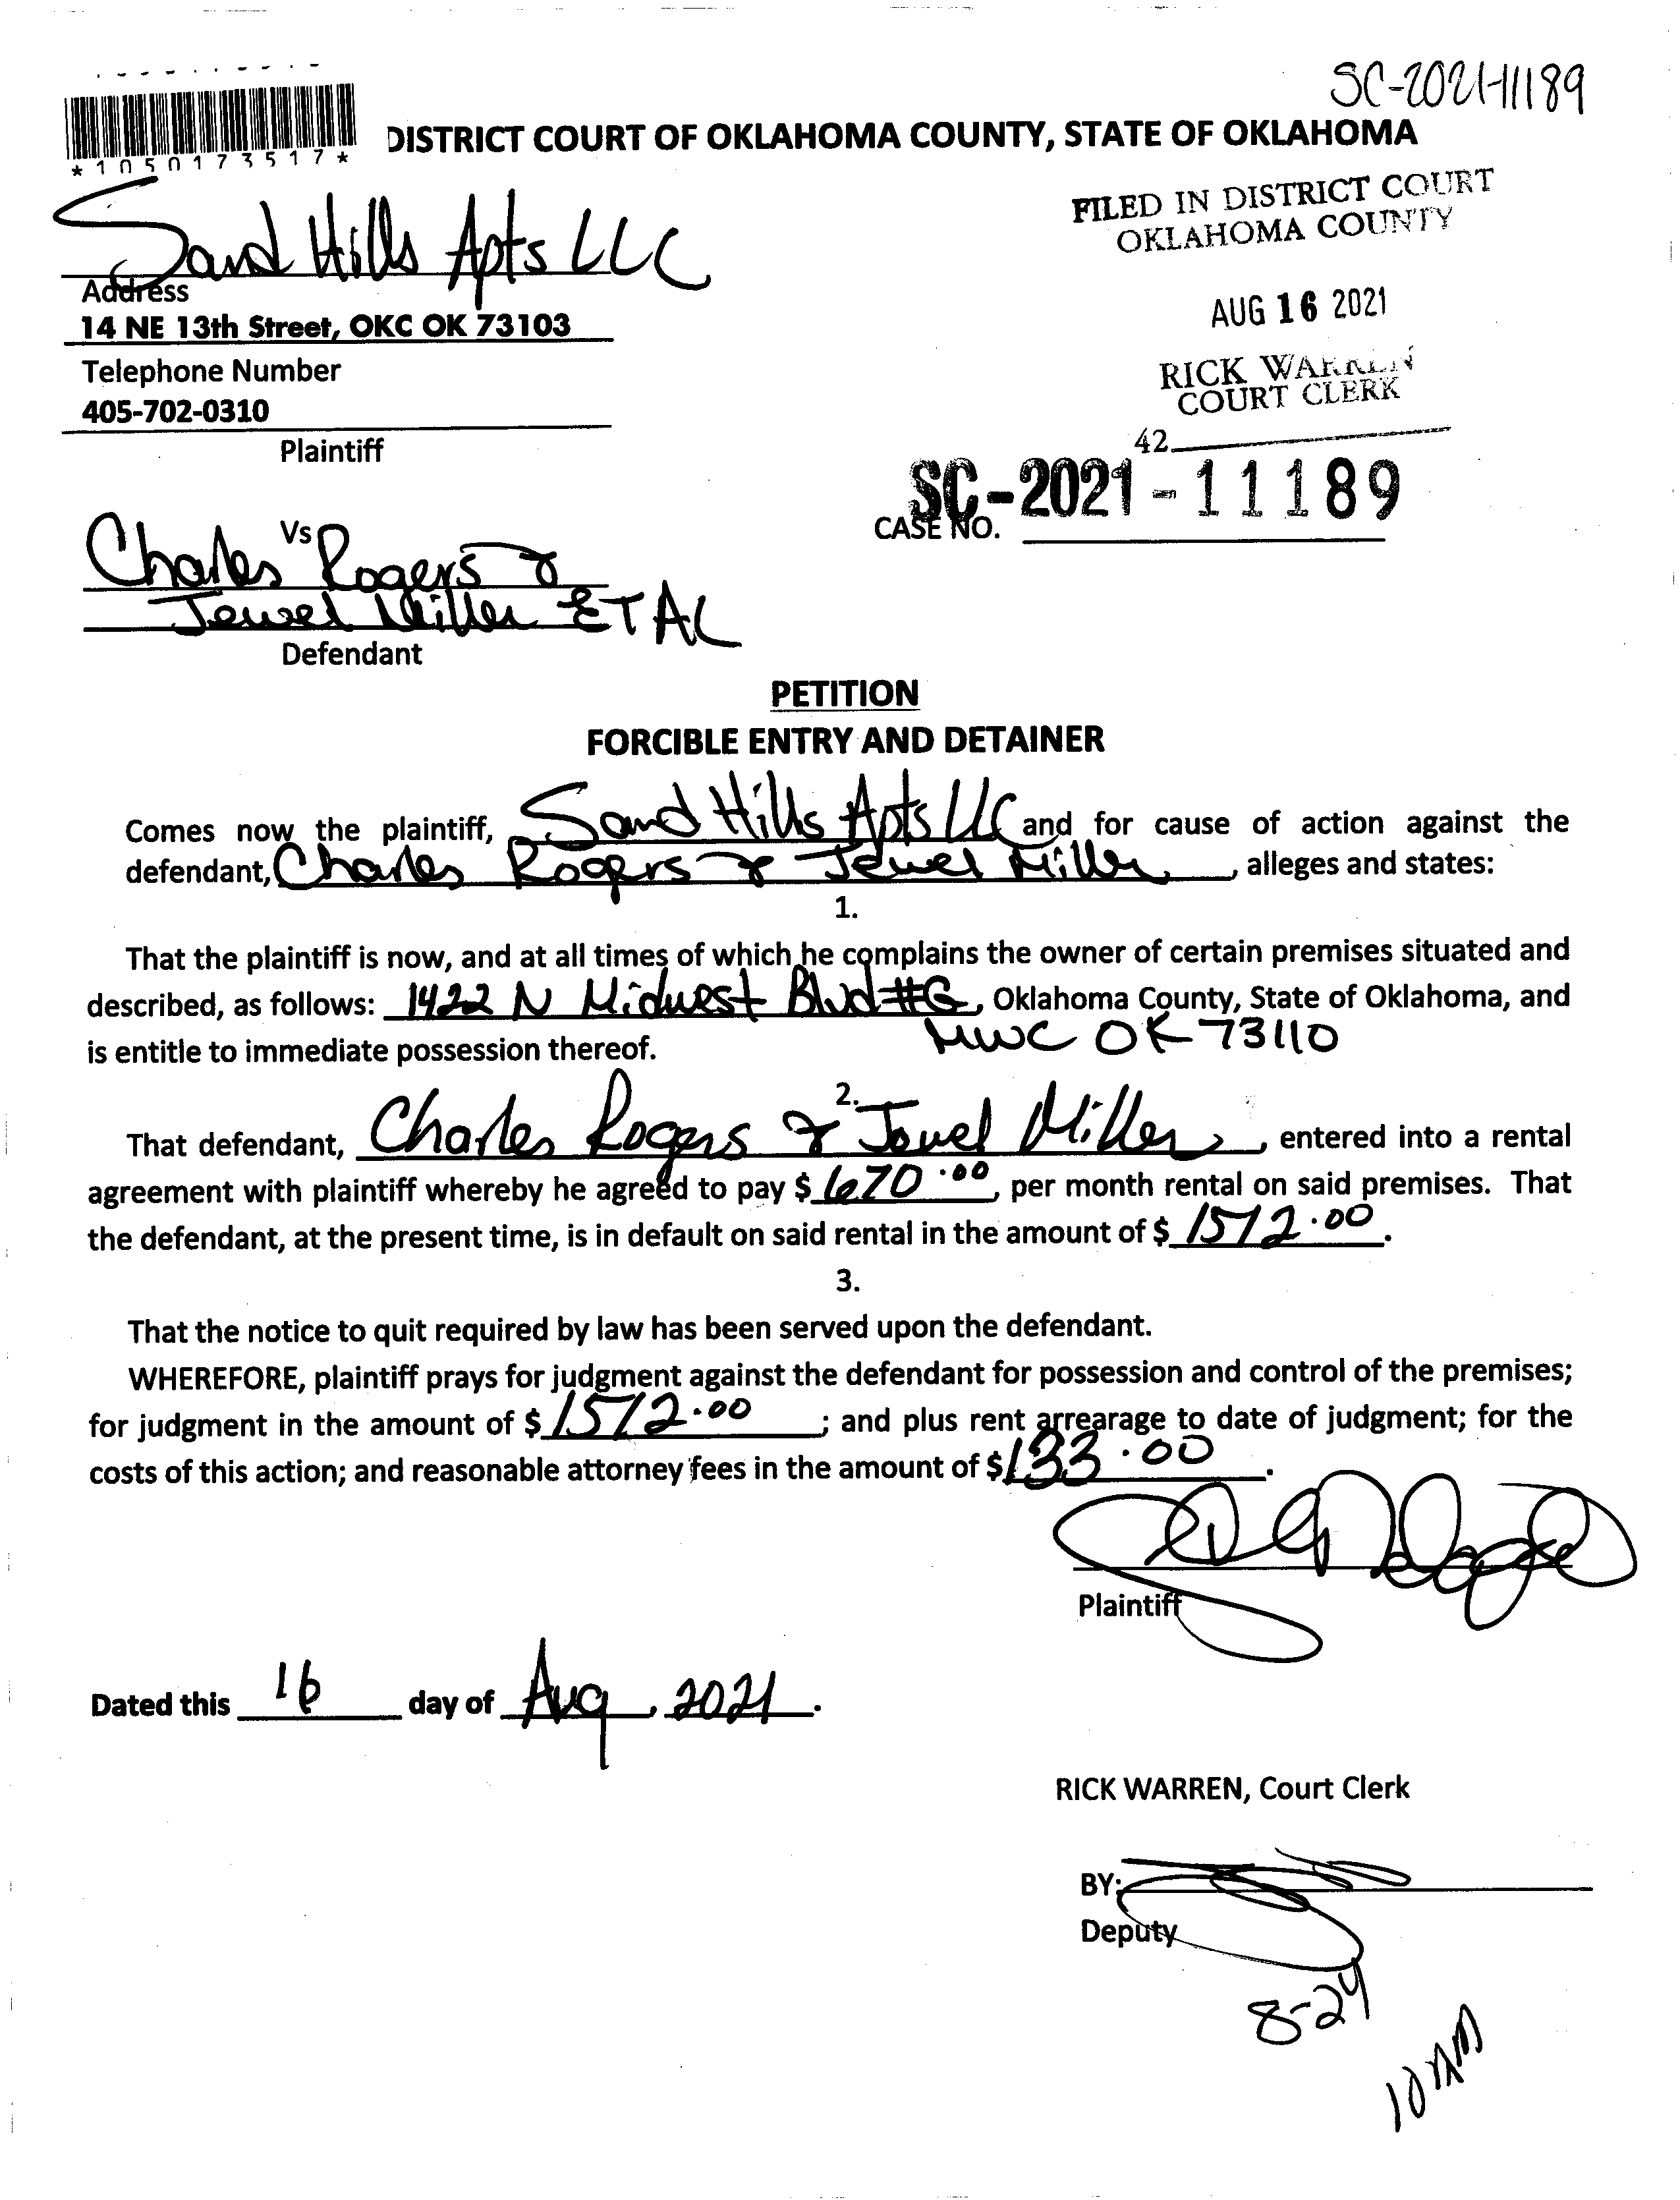 SC-2021-11189
*1050173517*
DISTRICT COURT OF OKLAHOMA COUNTY, STATE OF OKLAHOMA
FILED IN DISTRICT COURT
OKLAHOMA COUNTY
Sand Hills Apts LLC
Address
14 NE 13th Street, OKC OK 73103
AUG 16 2021
Telephone Number
RICK WARREN
COURT CLERK
405-702-0310
Plaintiff
42
SC-2021-11189
CASE NO.
Vs
Charles Rogers &
Jewel Miller ET AL
Defendant
PETITION
FORCIBLE ENTRY AND DETAINER
Comes now the plaintiff, Sand Hills Apts LLC and for cause of action against the
defendant, Charles Rogers & Jewel Miller, alleges and states:
1.
That the plaintiff is now, and at all times of which he complains the owner of certain premises situated and
described, as follows: 1422 N Midwest Blvd #G, Oklahoma County, State of Oklahoma, and
MWC OK 73110
is entitle to immediate possession thereof.
2.
That defendant, Charles Rogers & Jewel Miller, entered into a rental
agreement with plaintiff whereby he agreed to pay $ 670.00, per month rental on said premises. That
the defendant, at the present time, is in default on said rental in the amount of $ 1512.00.
3.
That the notice to quit required by law has been served upon the defendant.
WHEREFORE, plaintiff prays for judgment against the defendant for possession and control of the premises;
for judgment in the amount of $ 1512.00; and plus rent arrearage to date of judgment; for the
costs of this action; and reasonable attorney fees in the amount of $ 133.00.
Plaintiff
Dated this 16 day of Aug, 2021.
RICK WARREN, Court Clerk
BY:
Deputy
8-24
10 AM